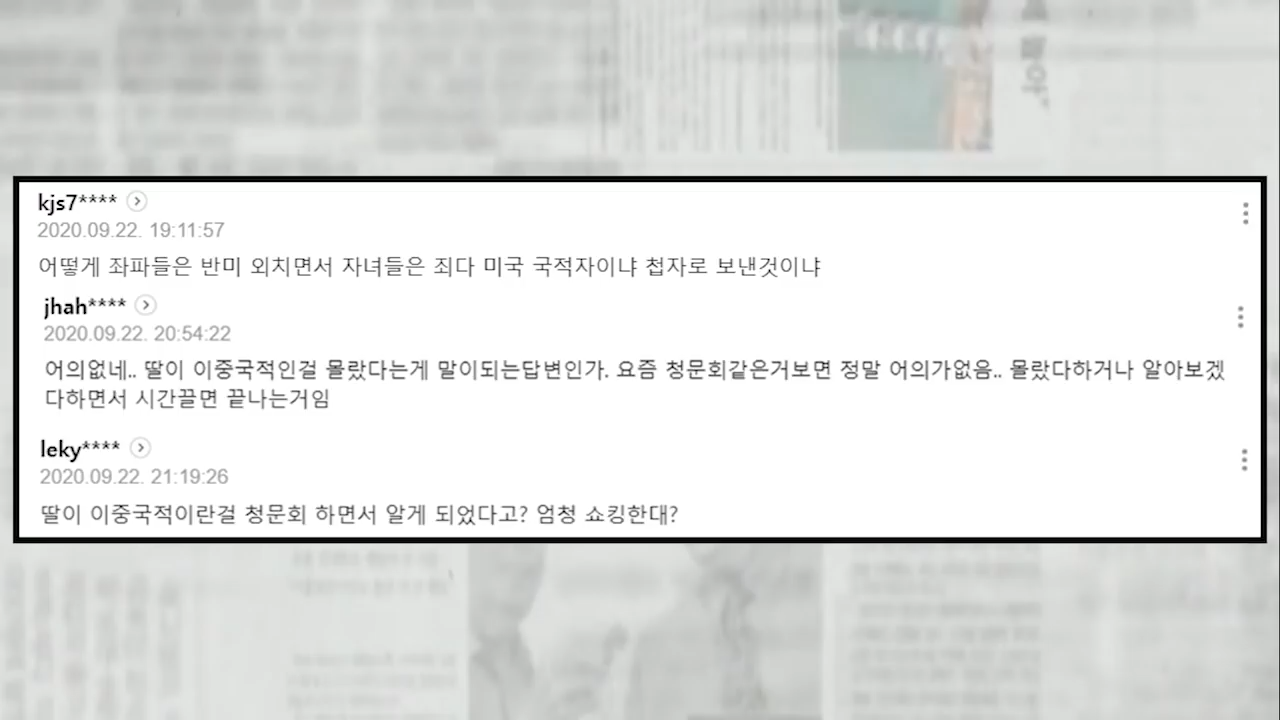 kjs7****
2020.09.22. 19:11:57
어떻게 좌파들은 반미 외치면서 자녀들은 죄다 미국 국적자이냐 첩자로 보낸것이냐
jhah****
2020.09.22. 20:54:22
어의없네.. 딸이 이중국적인걸 몰랐다는게 말이되는답변인가. 요즘 청문회같은거보면 정말 어의가없음.. 몰랐다하거나 알아보겠
다하면서 시간끌면 끝나는거임
leky****
2020.09.22. 21:19:26
딸이 이중국적이란걸 청문회 하면서 알게 되었다고? 엄청 쇼킹한대?